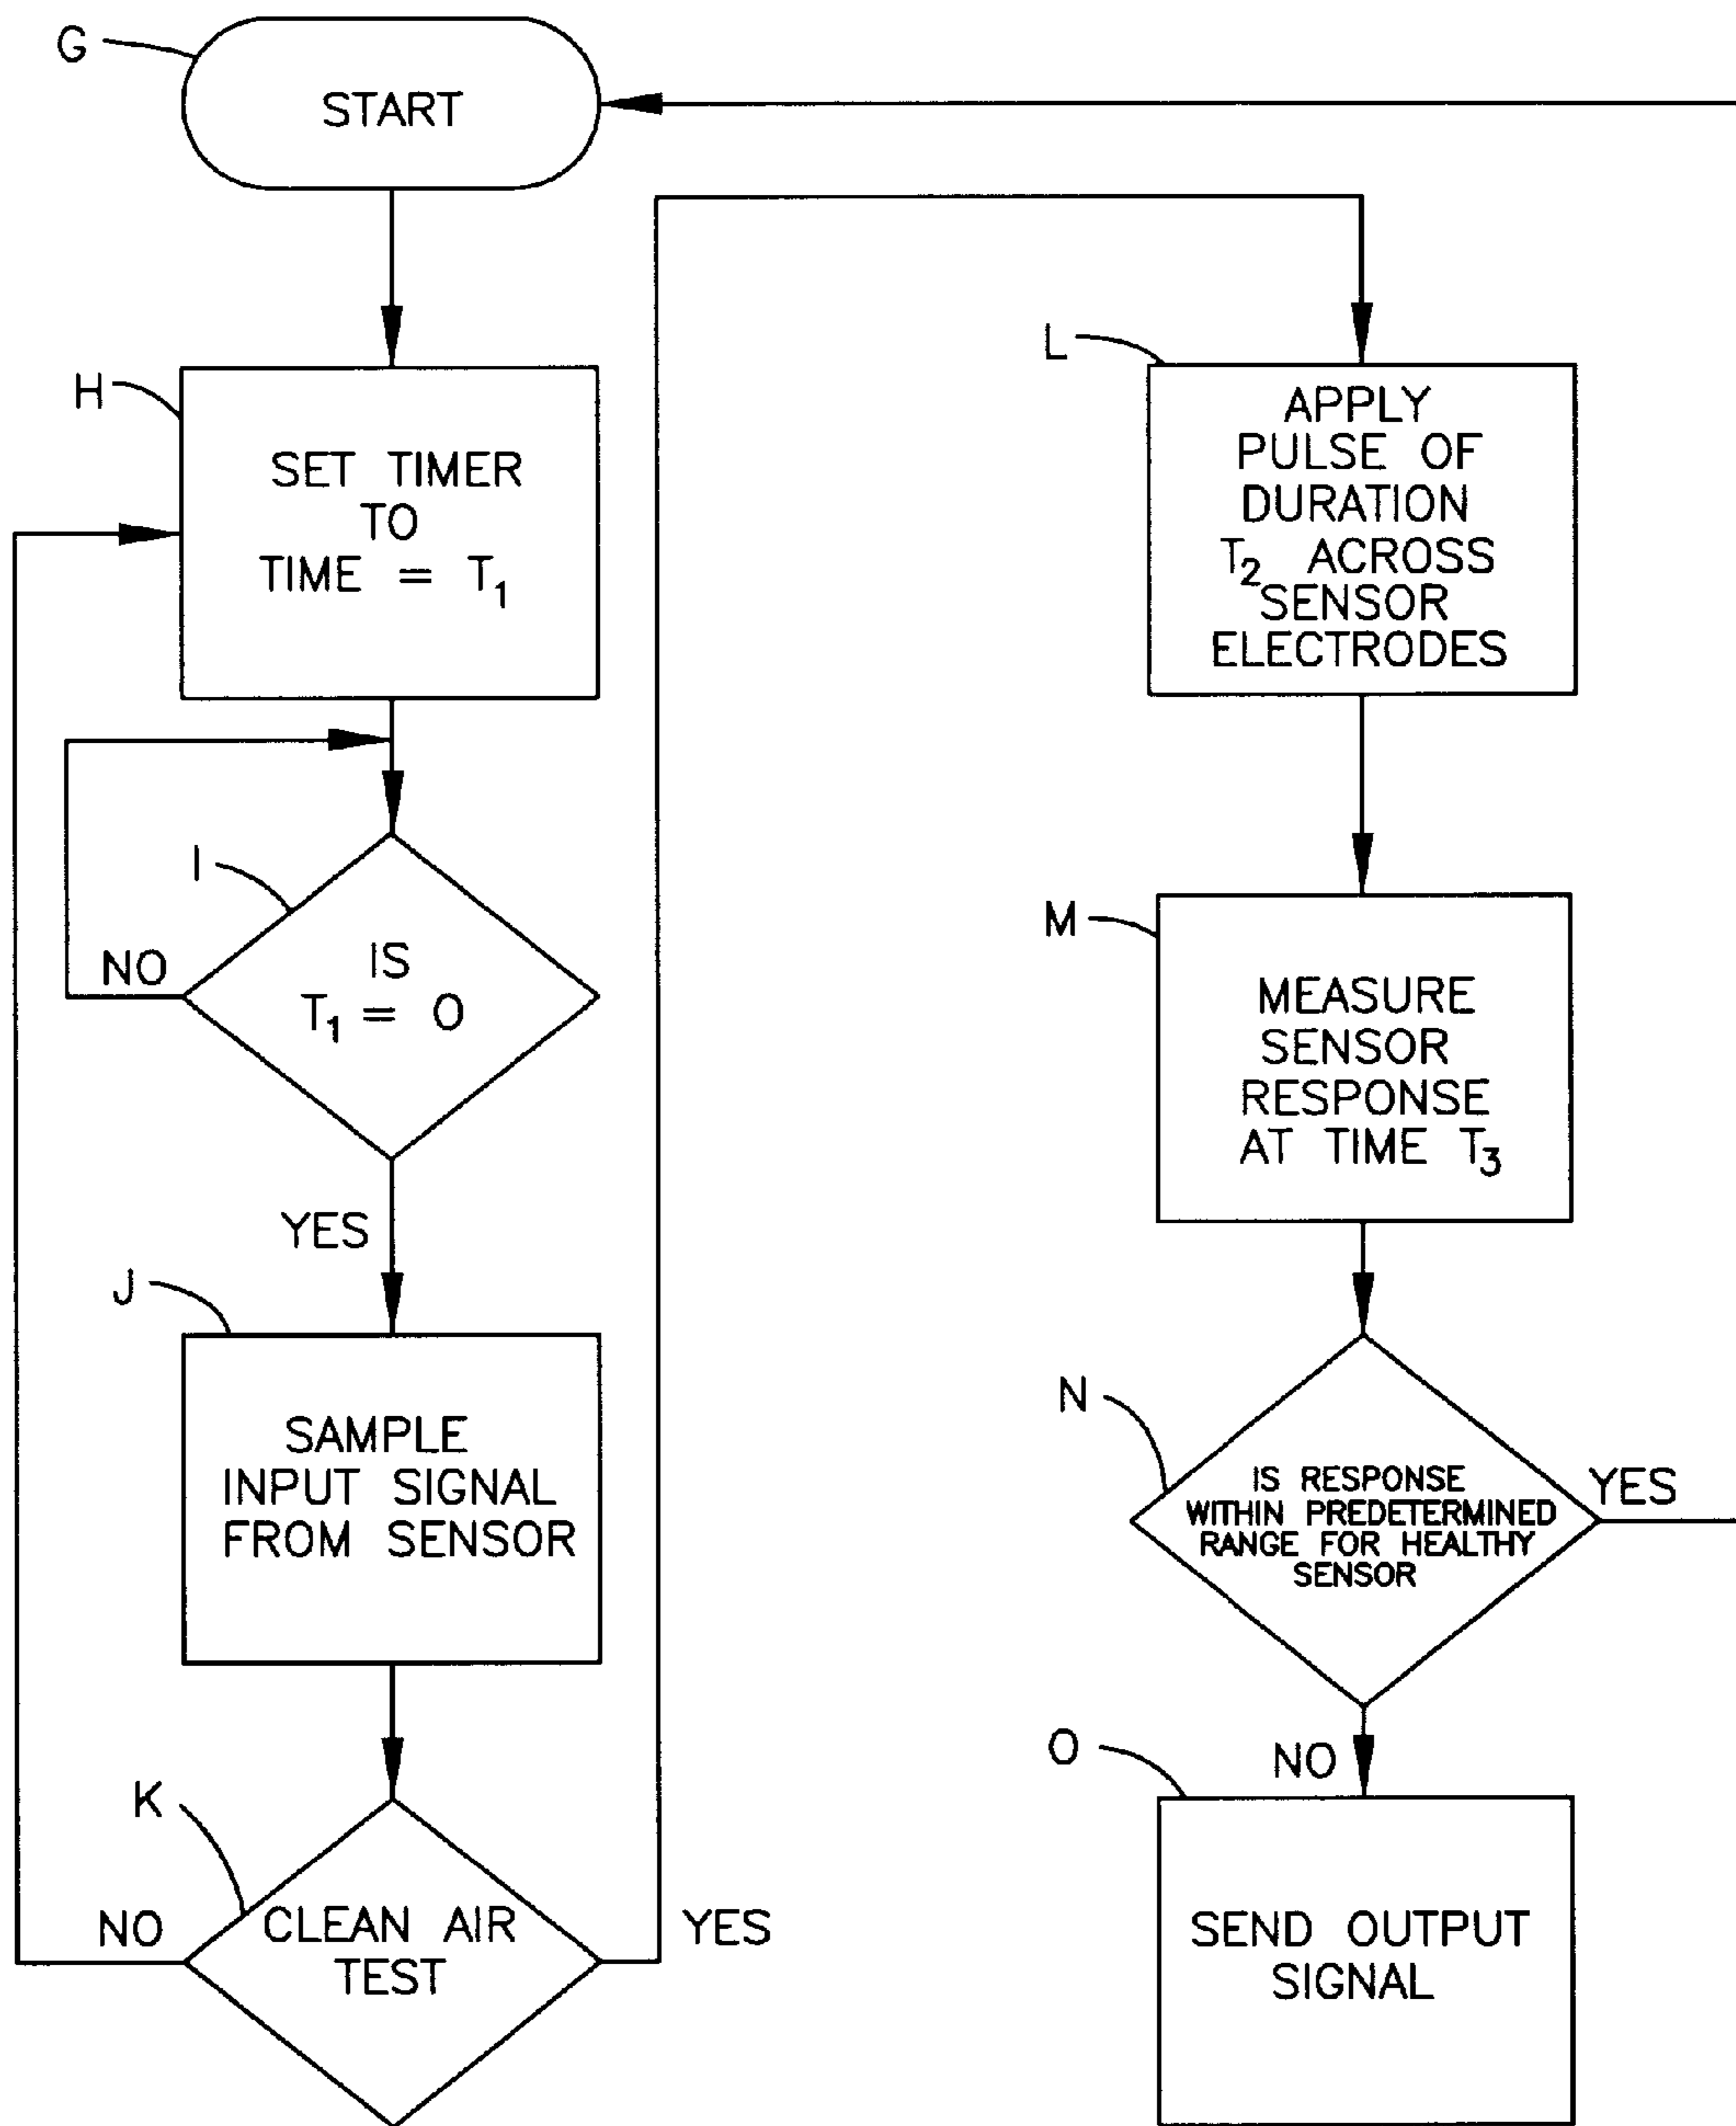 G
START
H
SET TIMER
TO
TIME = T₁
I
NO
IS
T₁ = 0
YES
J
SAMPLE
INPUT SIGNAL
FROM SENSOR
K
NO
CLEAN AIR
TEST
YES
L
APPLY
PULSE OF
DURATION
T₂ ACROSS
SENSOR
ELECTRODES
M
MEASURE
SENSOR
RESPONSE
AT TIME T₃
N
IS RESPONSE
WITHIN PREDETERMINED
RANGE FOR HEALTHY
SENSOR
YES
NO
O
SEND OUTPUT
SIGNAL